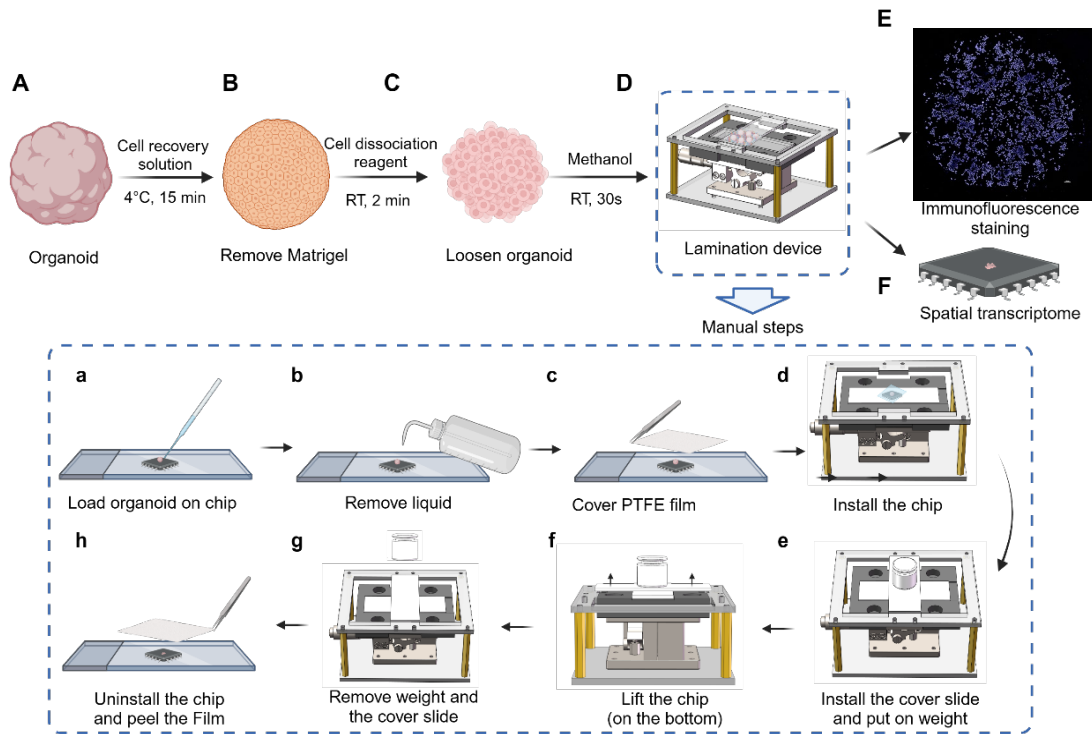 A
Organoid
Cell recovery
solution
4°C, 15 min
B
Remove Matrigel
Cell dissociation
reagent
RT, 2 min
C
Loosen organoid
Methanol
RT, 30s
D
Lamination device
E
Immunofluorescence
staining
F
Spatial transcriptome
Manual steps
a
Load organoid on chip
b
Remove liquid
c
Cover PTFE film
d
Install the chip
e
Install the cover slide
and put on weight
f
Lift the chip
(on the bottom)
g
Remove weight and
the cover slide
h
Uninstall the chip
and peel the Film